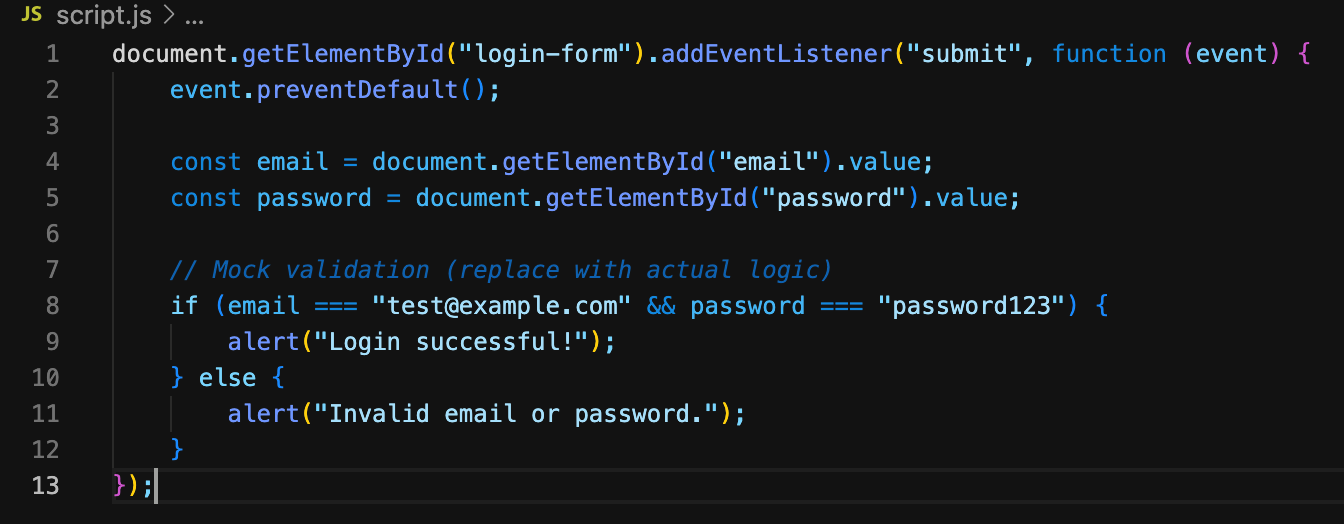 JS script.js > ...
1 document.getElementById("login-form").addEventListener("submit", function (event) {
2     event.preventDefault();
3
4     const email = document.getElementById("email").value;
5     const password = document.getElementById("password").value;
6
7     // Mock validation (replace with actual logic)
8     if (email === "test@example.com" && password === "password123") {
9         alert("Login successful!");
10     } else {
11         alert("Invalid email or password.");
12     }
13 });